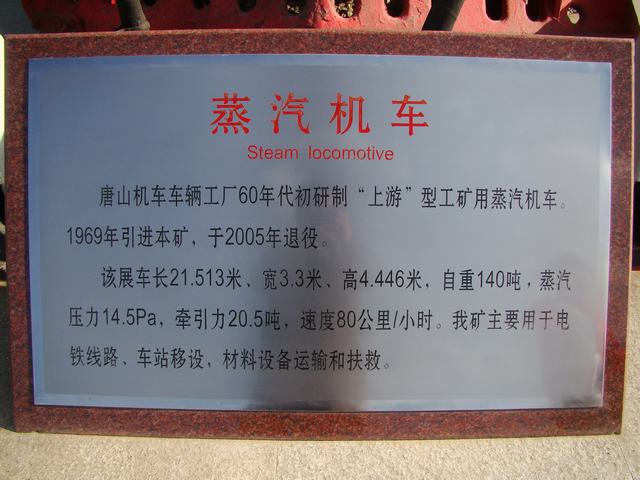 蒸汽机车
Steam locomotive
唐山机车车辆工厂60年代初研制“上游”型工矿用蒸汽机车。
1969年引进本矿，于2005年退役。
该展车长21.513米、宽3.3米、高4.446米，自重140吨，蒸汽
压力14.5Pa，牵引力20.5吨，速度80公里/小时。我矿主要用于电
铁线路、车站移设，材料设备运输和扶救。